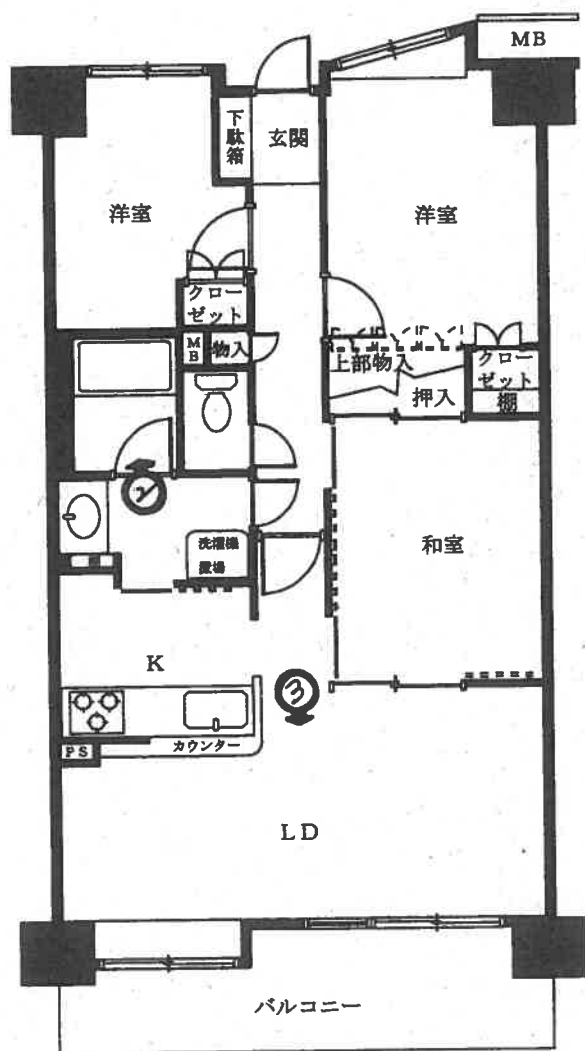 MB
下駄箱
玄関
洋室
洋室
クロー
ゼット
MB
物入
上部物入
押入
クロー
ゼット
棚
洗濯機
置場
和室
K
3
PS
カウンター
LD
バルコニー